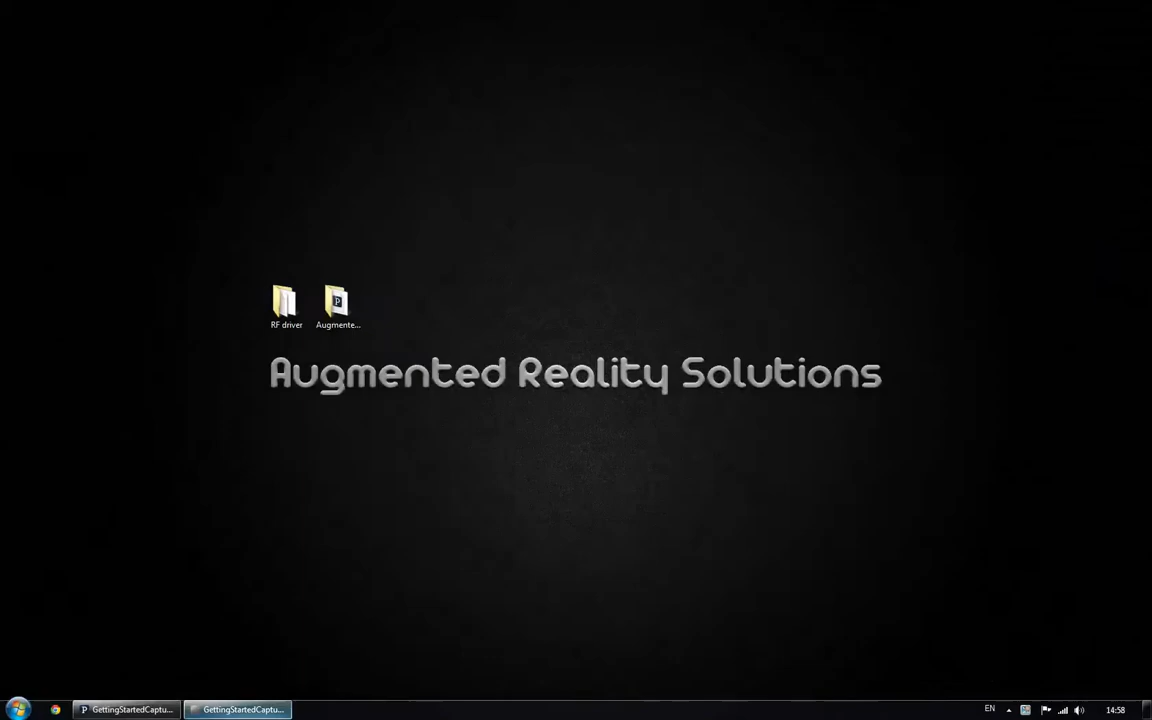 RF driver
Augmente...
Augmented Reality Solutions
GettingStartedCaptu...
GettingStartedCaptu...
EN
14:58